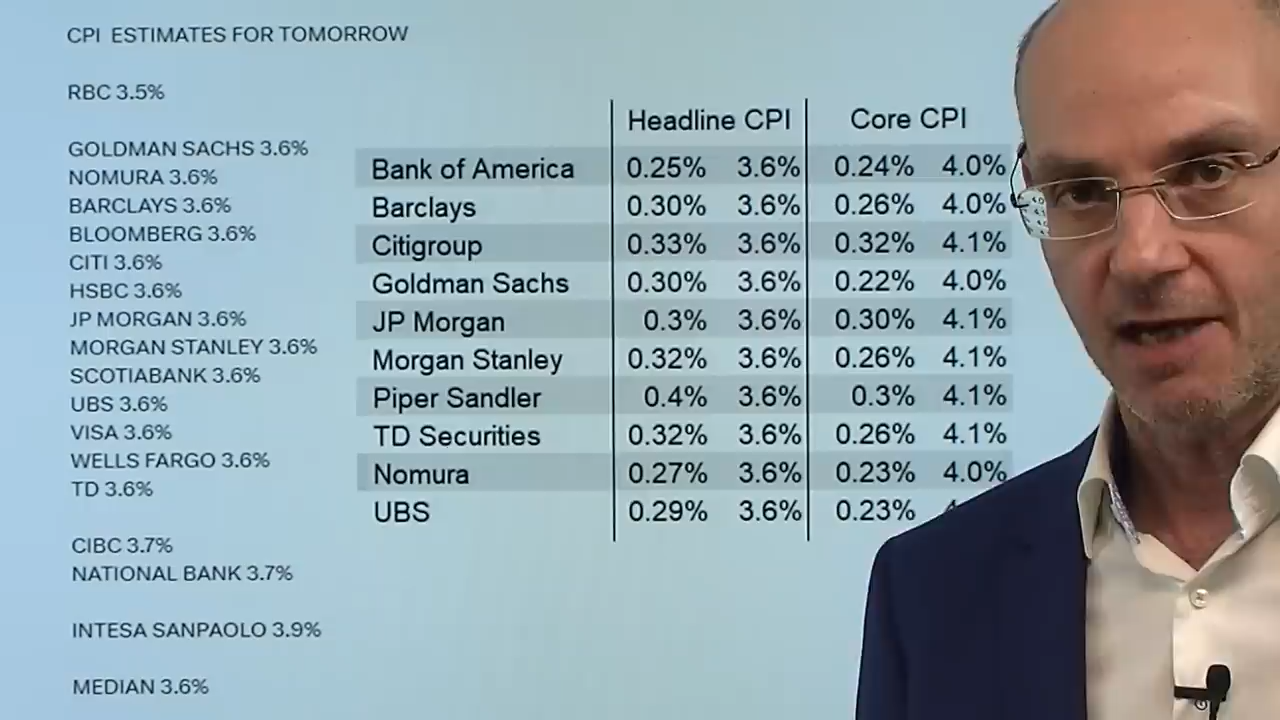 CPI ESTIMATES FOR TOMORROW
RBC 3.5%
GOLDMAN SACHS 3.6%
NOMURA 3.6%
BARCLAYS 3.6%
BLOOMBERG 3.6%
CITI 3.6%
HSBC 3.6%
JP MORGAN 3.6%
MORGAN STANLEY 3.6%
SCOTIABANK 3.6%
UBS 3.6%
VISA 3.6%
WELLS FARGO 3.6%
TD 3.6%
CIBC 3.7%
NATIONAL BANK 3.7%
INTESA SANPAOLO 3.9%
MEDIAN 3.6%
Headline CPI Core CPI
Bank of America 0.25% 3.6% 0.24% 4.0%
Barclays 0.30% 3.6% 0.26% 4.0%
Citigroup 0.33% 3.6% 0.32% 4.1%
Goldman Sachs 0.30% 3.6% 0.22% 4.0%
JP Morgan 0.3% 3.6% 0.30% 4.1%
Morgan Stanley 0.32% 3.6% 0.26% 4.1%
Piper Sandler 0.4% 3.6% 0.3% 4.1%
TD Securities 0.32% 3.6% 0.26% 4.1%
Nomura 0.27% 3.6% 0.23% 4.0%
UBS 0.29% 3.6% 0.23%